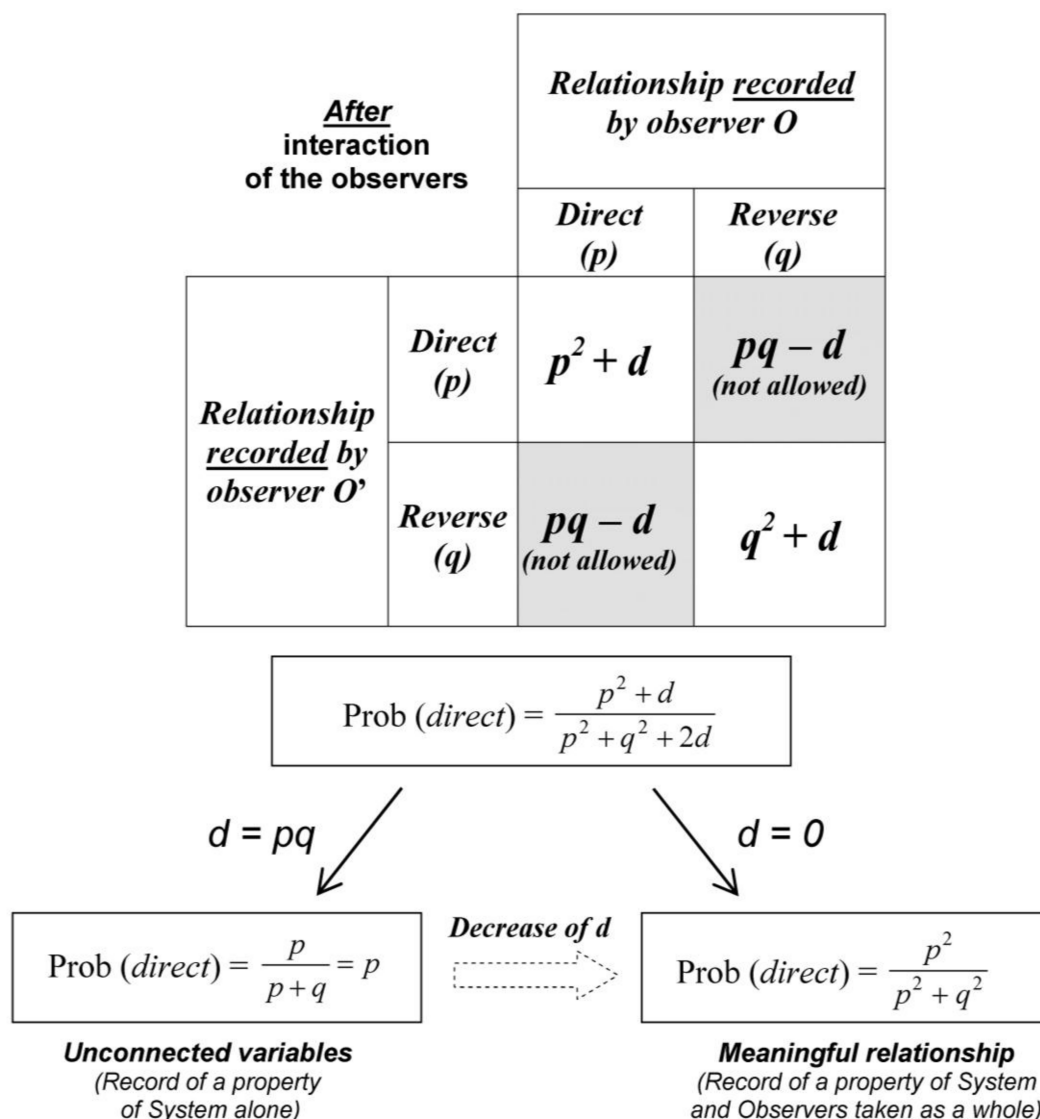 After
interaction
of the observers
Relationship recorded
by observer O
Direct
(p)
Reverse
(q)
Relationship
recorded by
observer O’
Direct
(p)
p² + d
pq – d
(not allowed)
Reverse
(q)
pq – d
(not allowed)
q² + d
Prob (direct) = (p² + d) / (p² + q² + 2d)
d = pq
d = 0
Prob (direct) = p / (p + q) = p
Decrease of d
Prob (direct) = p² / (p² + q²)
Unconnected variables
(Record of a property
of System alone)
Meaningful relationship
(Record of a property of System
and Observers taken as a whole)